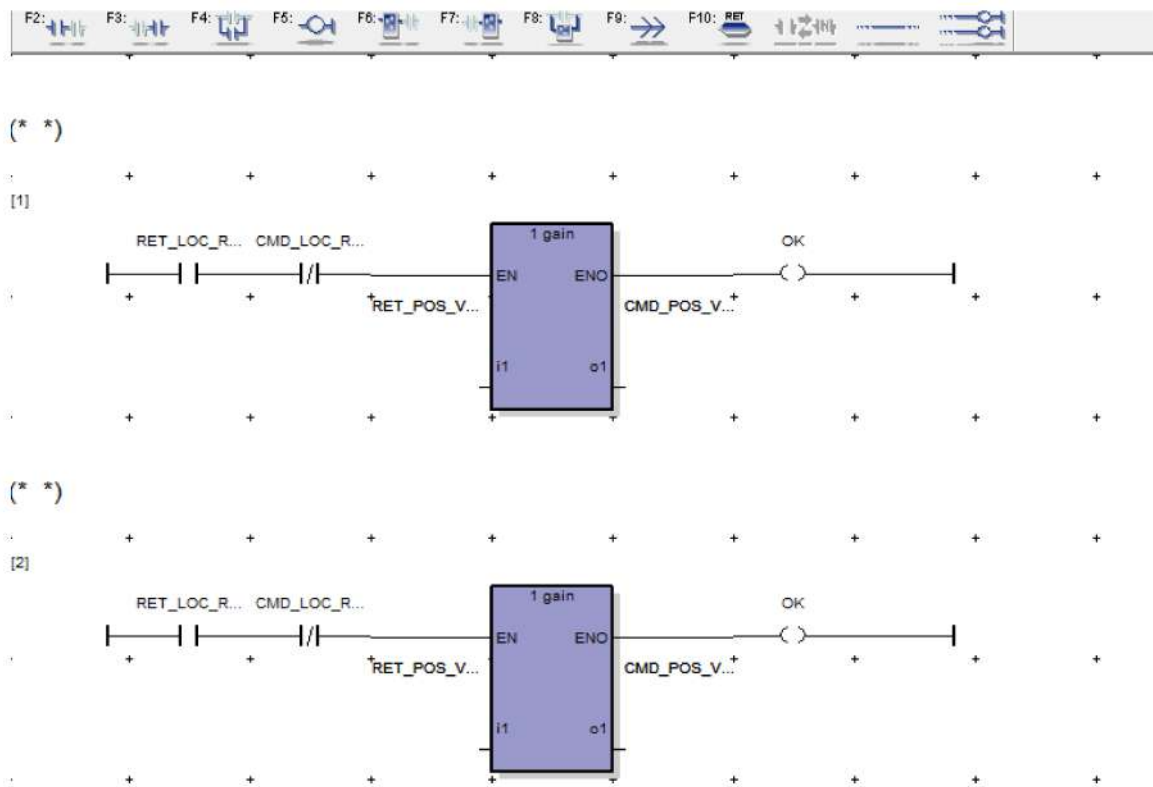 F2: F3: F4: F5: F6: F7: F8: F9: F10: RET
(* *)
[1]
RET_LOC_R... CMD_LOC_R... 1 gain OK
EN ENO
RET_POS_V... CMD_POS_V...
i1 o1
(* *)
[2]
RET_LOC_R... CMD_LOC_R... 1 gain OK
EN ENO
RET_POS_V... CMD_POS_V...
i1 o1